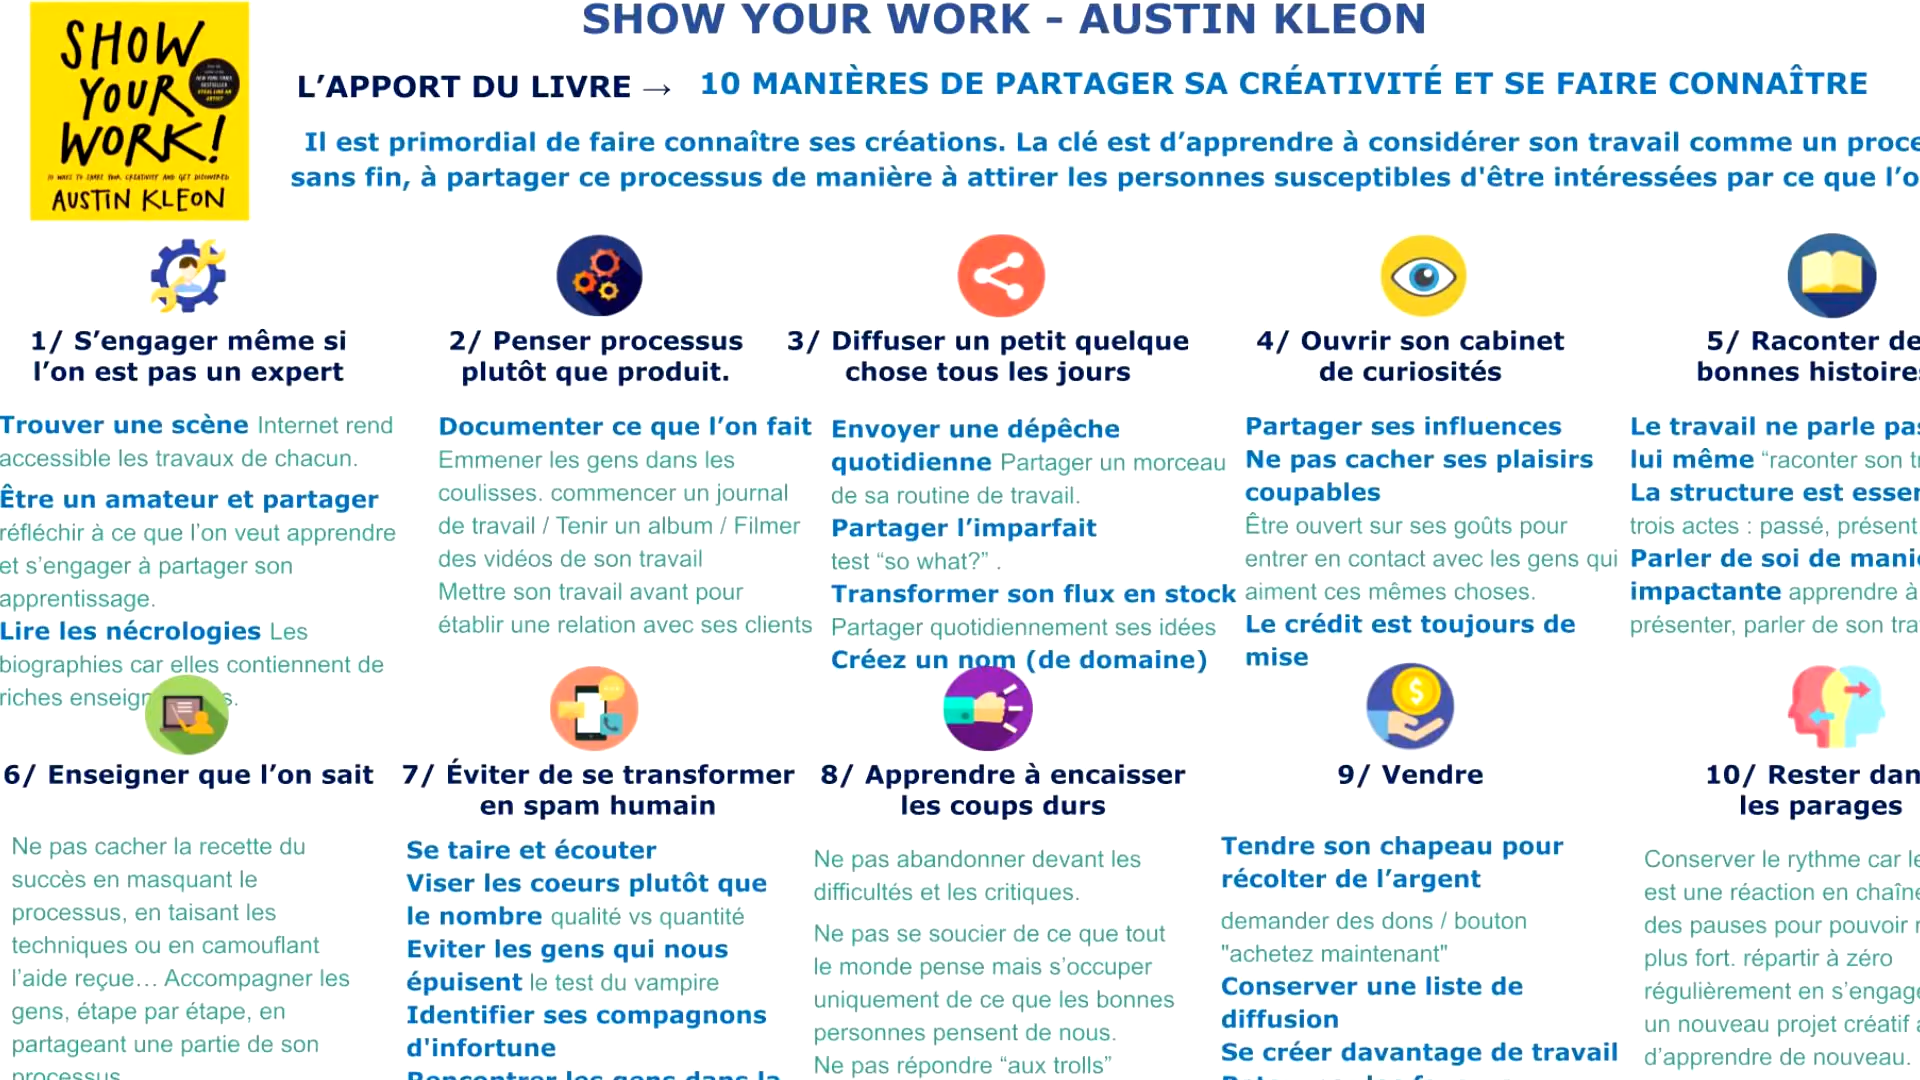 SHOW YOUR WORK - AUSTIN KLEON
SHOW
YOUR
WORK!
10 WAYS TO SHARE YOUR CREATIVITY AND GET DISCOVERED
AUSTIN KLEON
L’APPORT DU LIVRE → 10 MANIÈRES DE PARTAGER SA CRÉATIVITÉ ET SE FAIRE CONNAÎTRE
Il est primordial de faire connaître ses créations. La clé est d’apprendre à considérer son travail comme un proce
sans fin, à partager ce processus de manière à attirer les personnes susceptibles d'être intéressées par ce que l’o
1/ S’engager même si
l’on est pas un expert
Trouver une scène Internet rend
accessible les travaux de chacun.
Être un amateur et partager
réfléchir à ce que l’on veut apprendre
et s’engager à partager son
apprentissage.
Lire les nécrologies Les
biographies car elles contiennent de
riches enseign s.
2/ Penser processus
plutôt que produit.
Documenter ce que l’on fait
Emmener les gens dans les
coulisses. commencer un journal
de travail / Tenir un album / Filmer
des vidéos de son travail
Mettre son travail avant pour
établir une relation avec ses clients
3/ Diffuser un petit quelque
chose tous les jours
Envoyer une dépêche
quotidienne Partager un morceau
de sa routine de travail.
Partager l’imparfait
test “so what?” .
Transformer son flux en stock
Partager quotidiennement ses idées
Créez un nom (de domaine)
4/ Ouvrir son cabinet
de curiosités
Partager ses influences
Ne pas cacher ses plaisirs
coupables
Être ouvert sur ses goûts pour
entrer en contact avec les gens qui
aiment ces mêmes choses.
Le crédit est toujours de
mise
5/ Raconter de
bonnes histoires
Le travail ne parle pas
lui même “raconter son tr
La structure est esser
trois actes : passé, présent
Parler de soi de maniè
impactante apprendre à
présenter, parler de son tra
6/ Enseigner que l’on sait
Ne pas cacher la recette du
succès en masquant le
processus, en taisant les
techniques ou en camouflant
l’aide reçue… Accompagner les
gens, étape par étape, en
partageant une partie de son
processus
7/ Éviter de se transformer
en spam humain
Se taire et écouter
Viser les coeurs plutôt que
le nombre qualité vs quantité
Eviter les gens qui nous
épuisent le test du vampire
Identifier ses compagnons
d'infortune
Rencontrer les gens dans la
8/ Apprendre à encaisser
les coups durs
Ne pas abandonner devant les
difficultés et les critiques.
Ne pas se soucier de ce que tout
le monde pense mais s’occuper
uniquement de ce que les bonnes
personnes pensent de nous.
Ne pas répondre “aux trolls”
9/ Vendre
Tendre son chapeau pour
récolter de l’argent
demander des dons / bouton
"achetez maintenant"
Conserver une liste de
diffusion
Se créer davantage de travail
10/ Rester dan
les parages
Conserver le rythme car le
est une réaction en chaîne
des pauses pour pouvoir r
plus fort. répartir à zéro
régulièrement en s’engage
un nouveau projet créatif a
d’apprendre de nouveau.